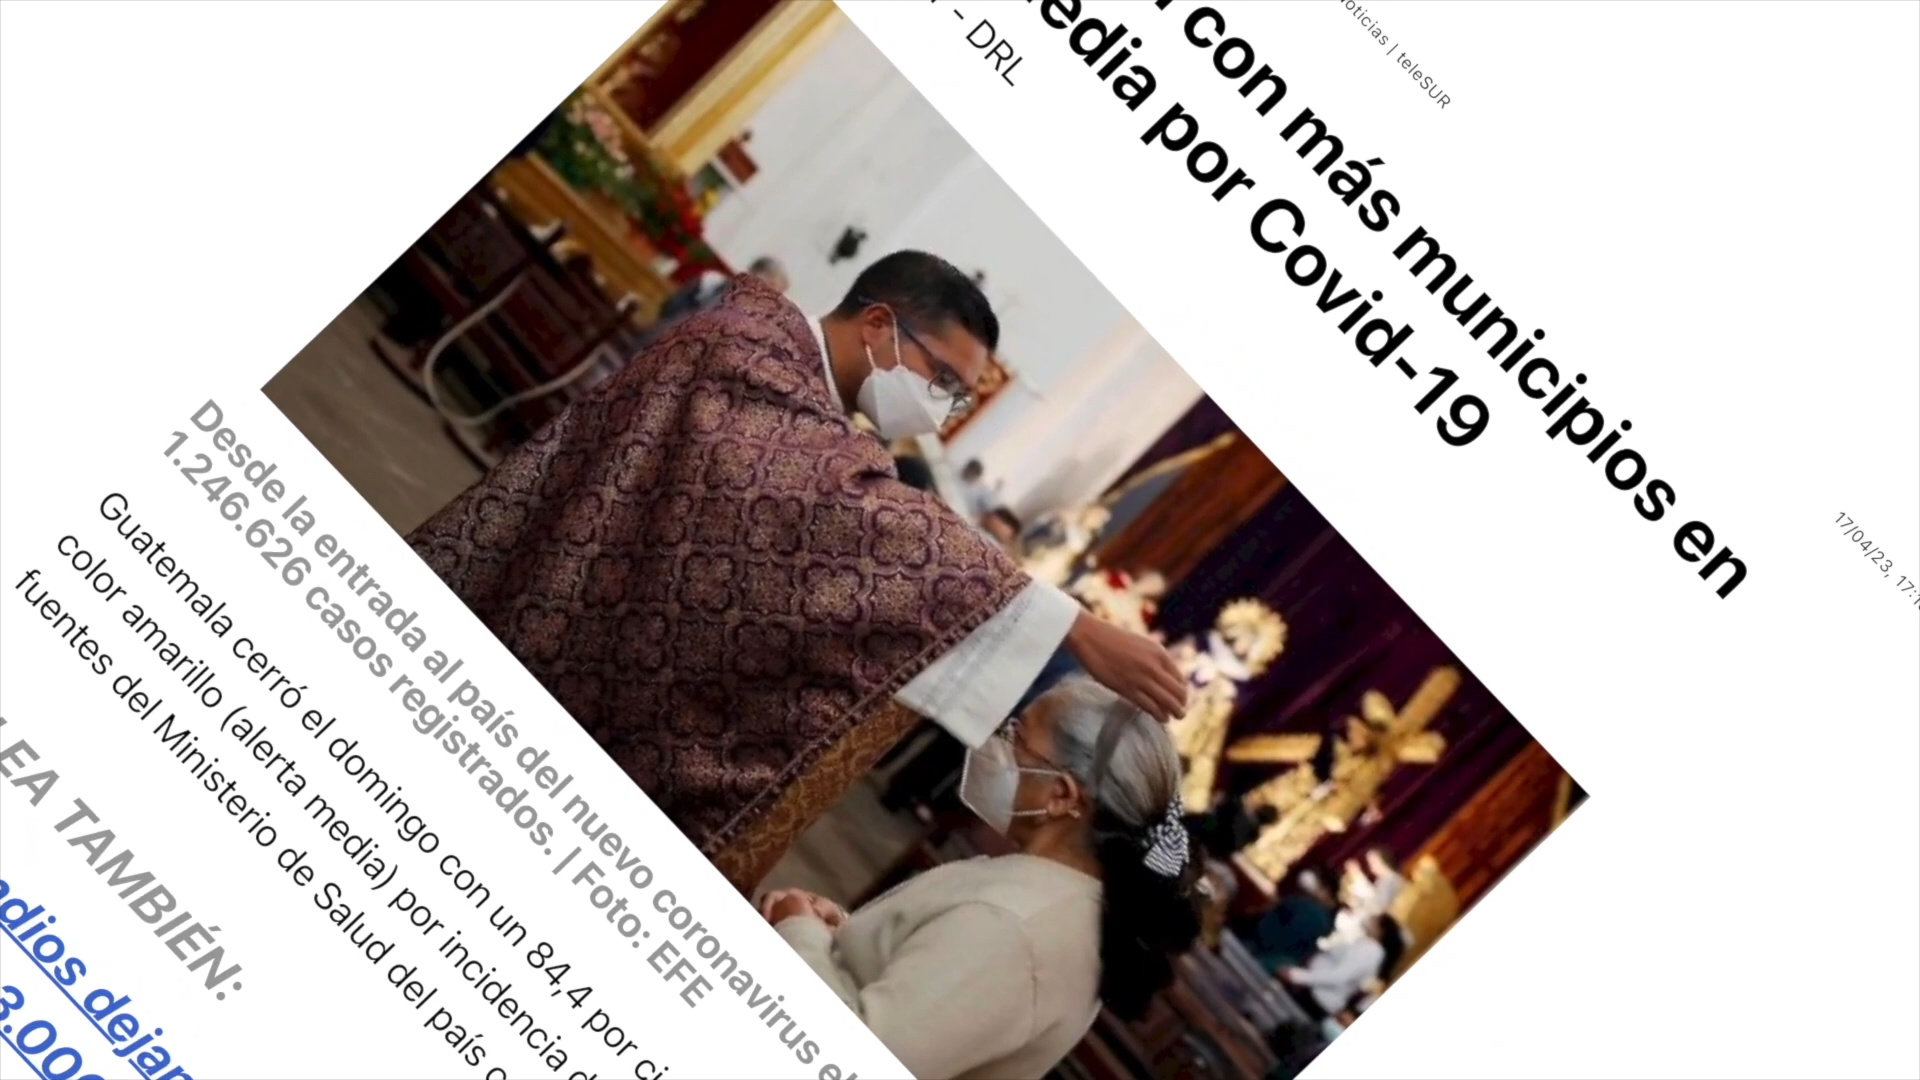 Noticias | teleSUR
17/04/23, 17:1
con más municipios en
media por Covid-19
- DRL
Desde la entrada al país del nuevo coronavirus el
1.246.626 casos registrados. | Foto: EFE
Guatemala cerró el domingo con un 84,4 por ci
color amarillo (alerta media) por incidencia d
fuentes del Ministerio de Salud del país
LEA TAMBIÉN:
dejan
3.000